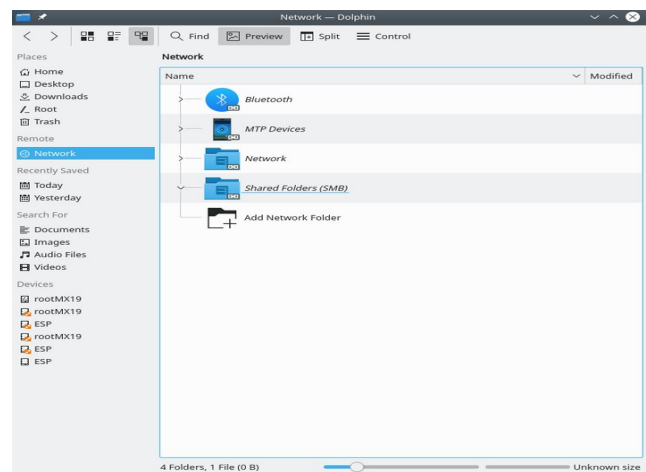 Network — Dolphin
Find Preview Split Control
Places
Home
Desktop
Downloads
Root
Trash
Remote
Network
Recently Saved
Today
Yesterday
Search For
Documents
Images
Audio Files
Videos
Devices
rootMX19
rootMX19
ESP
rootMX19
ESP
ESP
Network
Name Modified
Bluetooth
MTP Devices
Network
Shared Folders (SMB)
Add Network Folder
4 Folders, 1 File (0 B) Unknown size